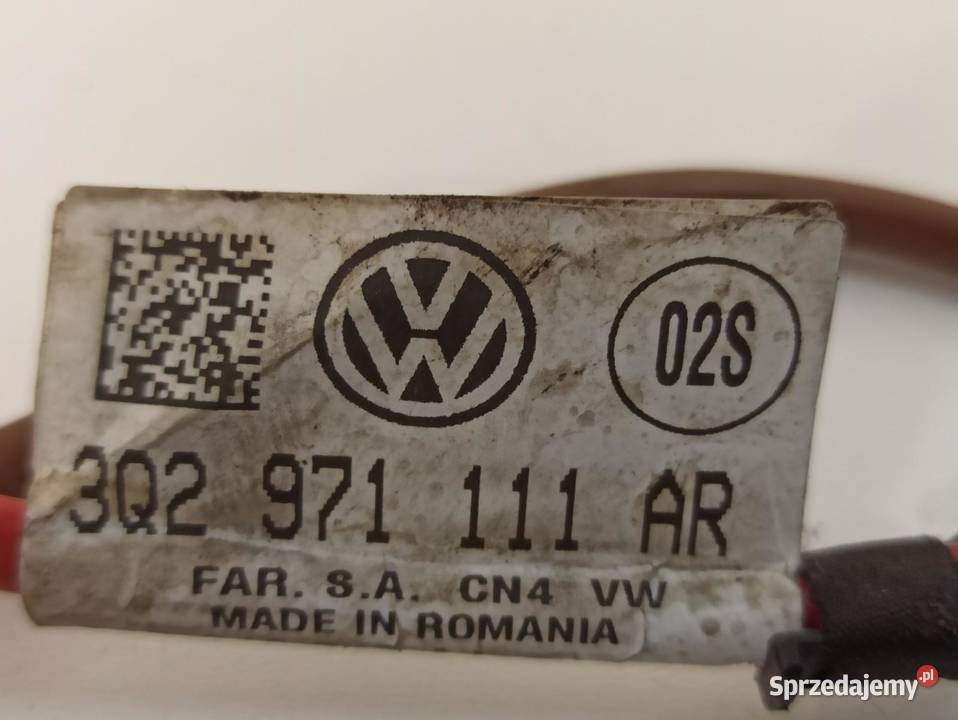 02S
3Q2 971 111 AR
FAR. S.A. CN4 VW
MADE IN ROMANIA
Sprzedajemy.pl